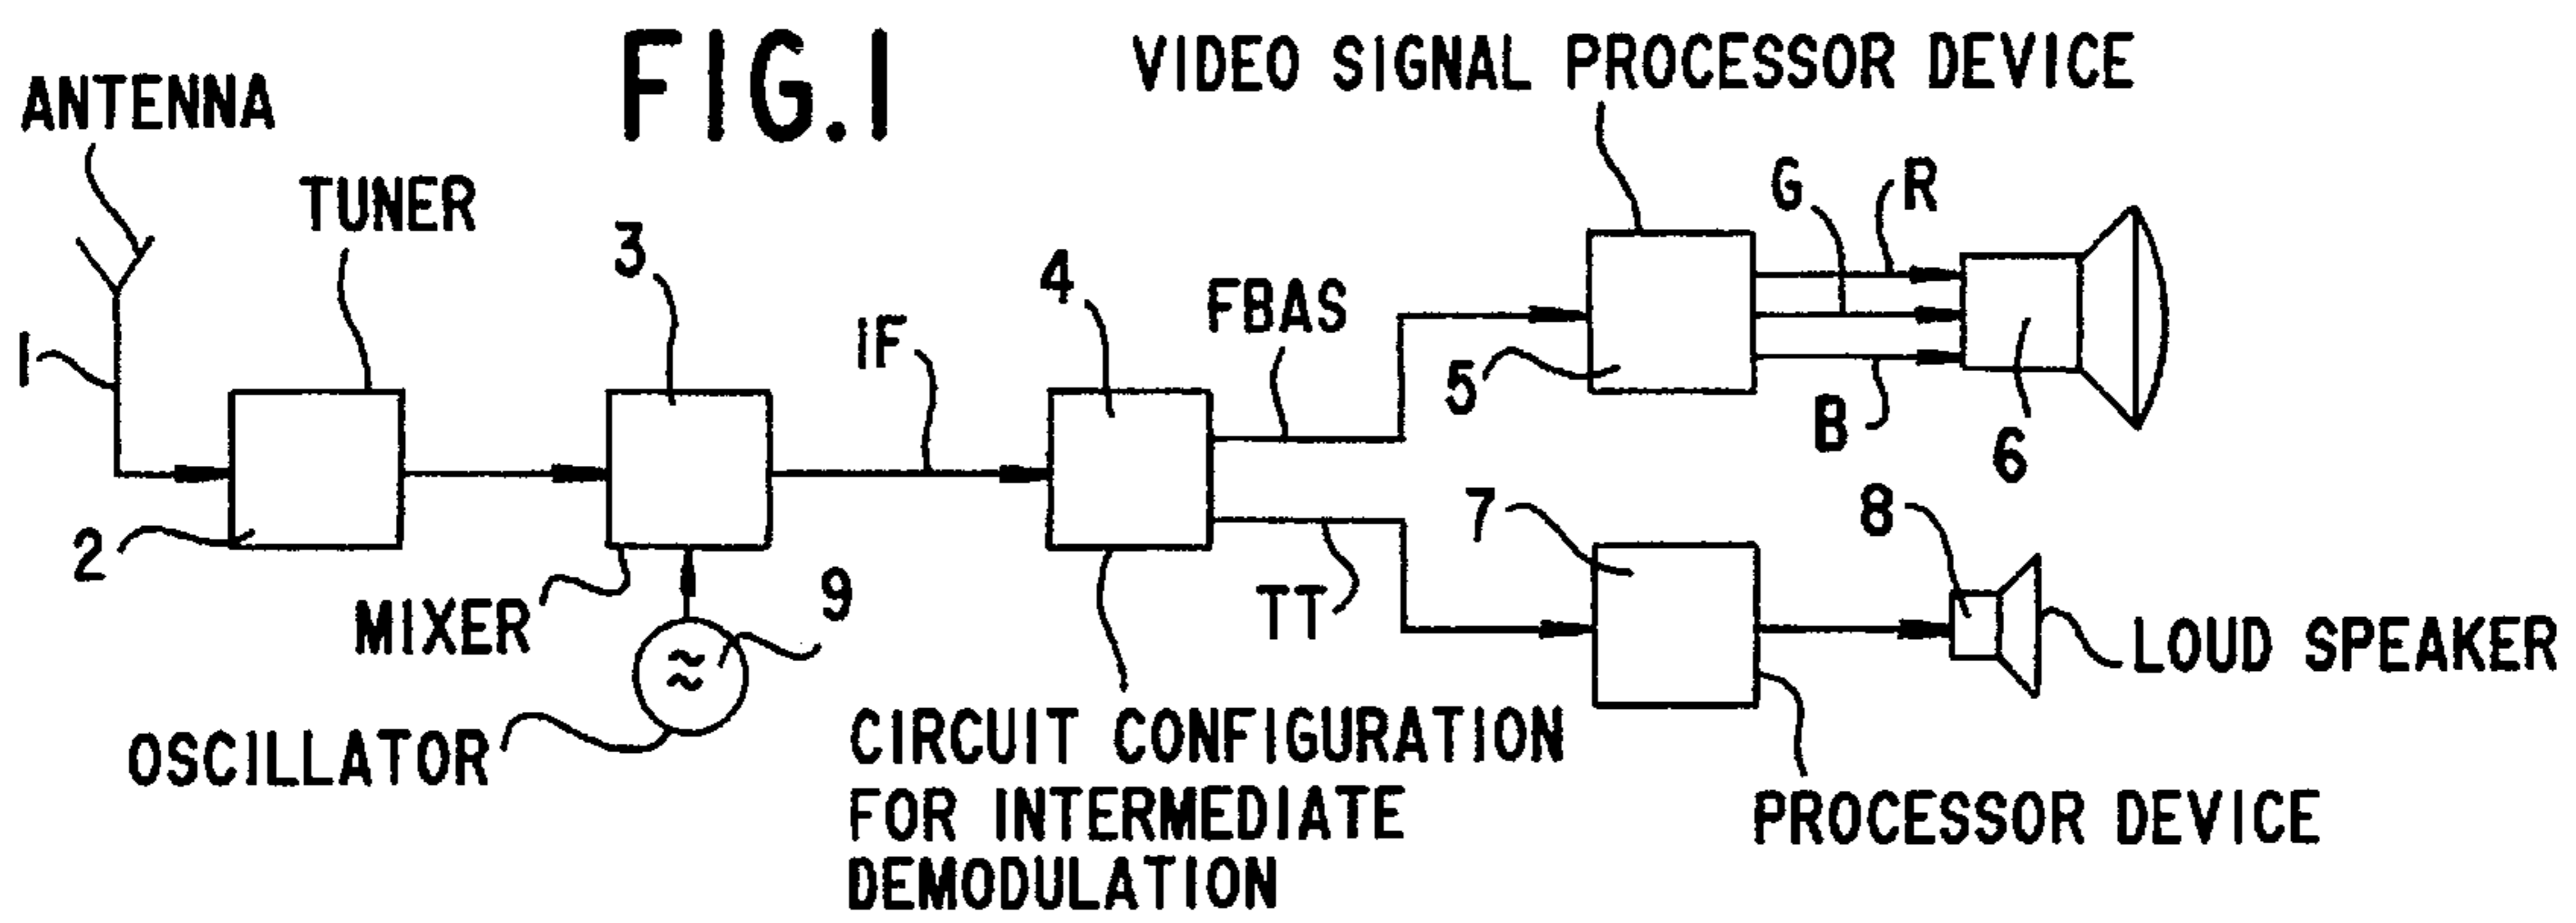 FIG.1
VIDEO SIGNAL PROCESSOR DEVICE
ANTENNA
TUNER
G
R
3
4
FBAS
1
IF
5
B
6
2
7
8
MIXER
9
TT
LOUD SPEAKER
OSCILLATOR
CIRCUIT CONFIGURATION
FOR INTERMEDIATE
DEMODULATION
PROCESSOR DEVICE